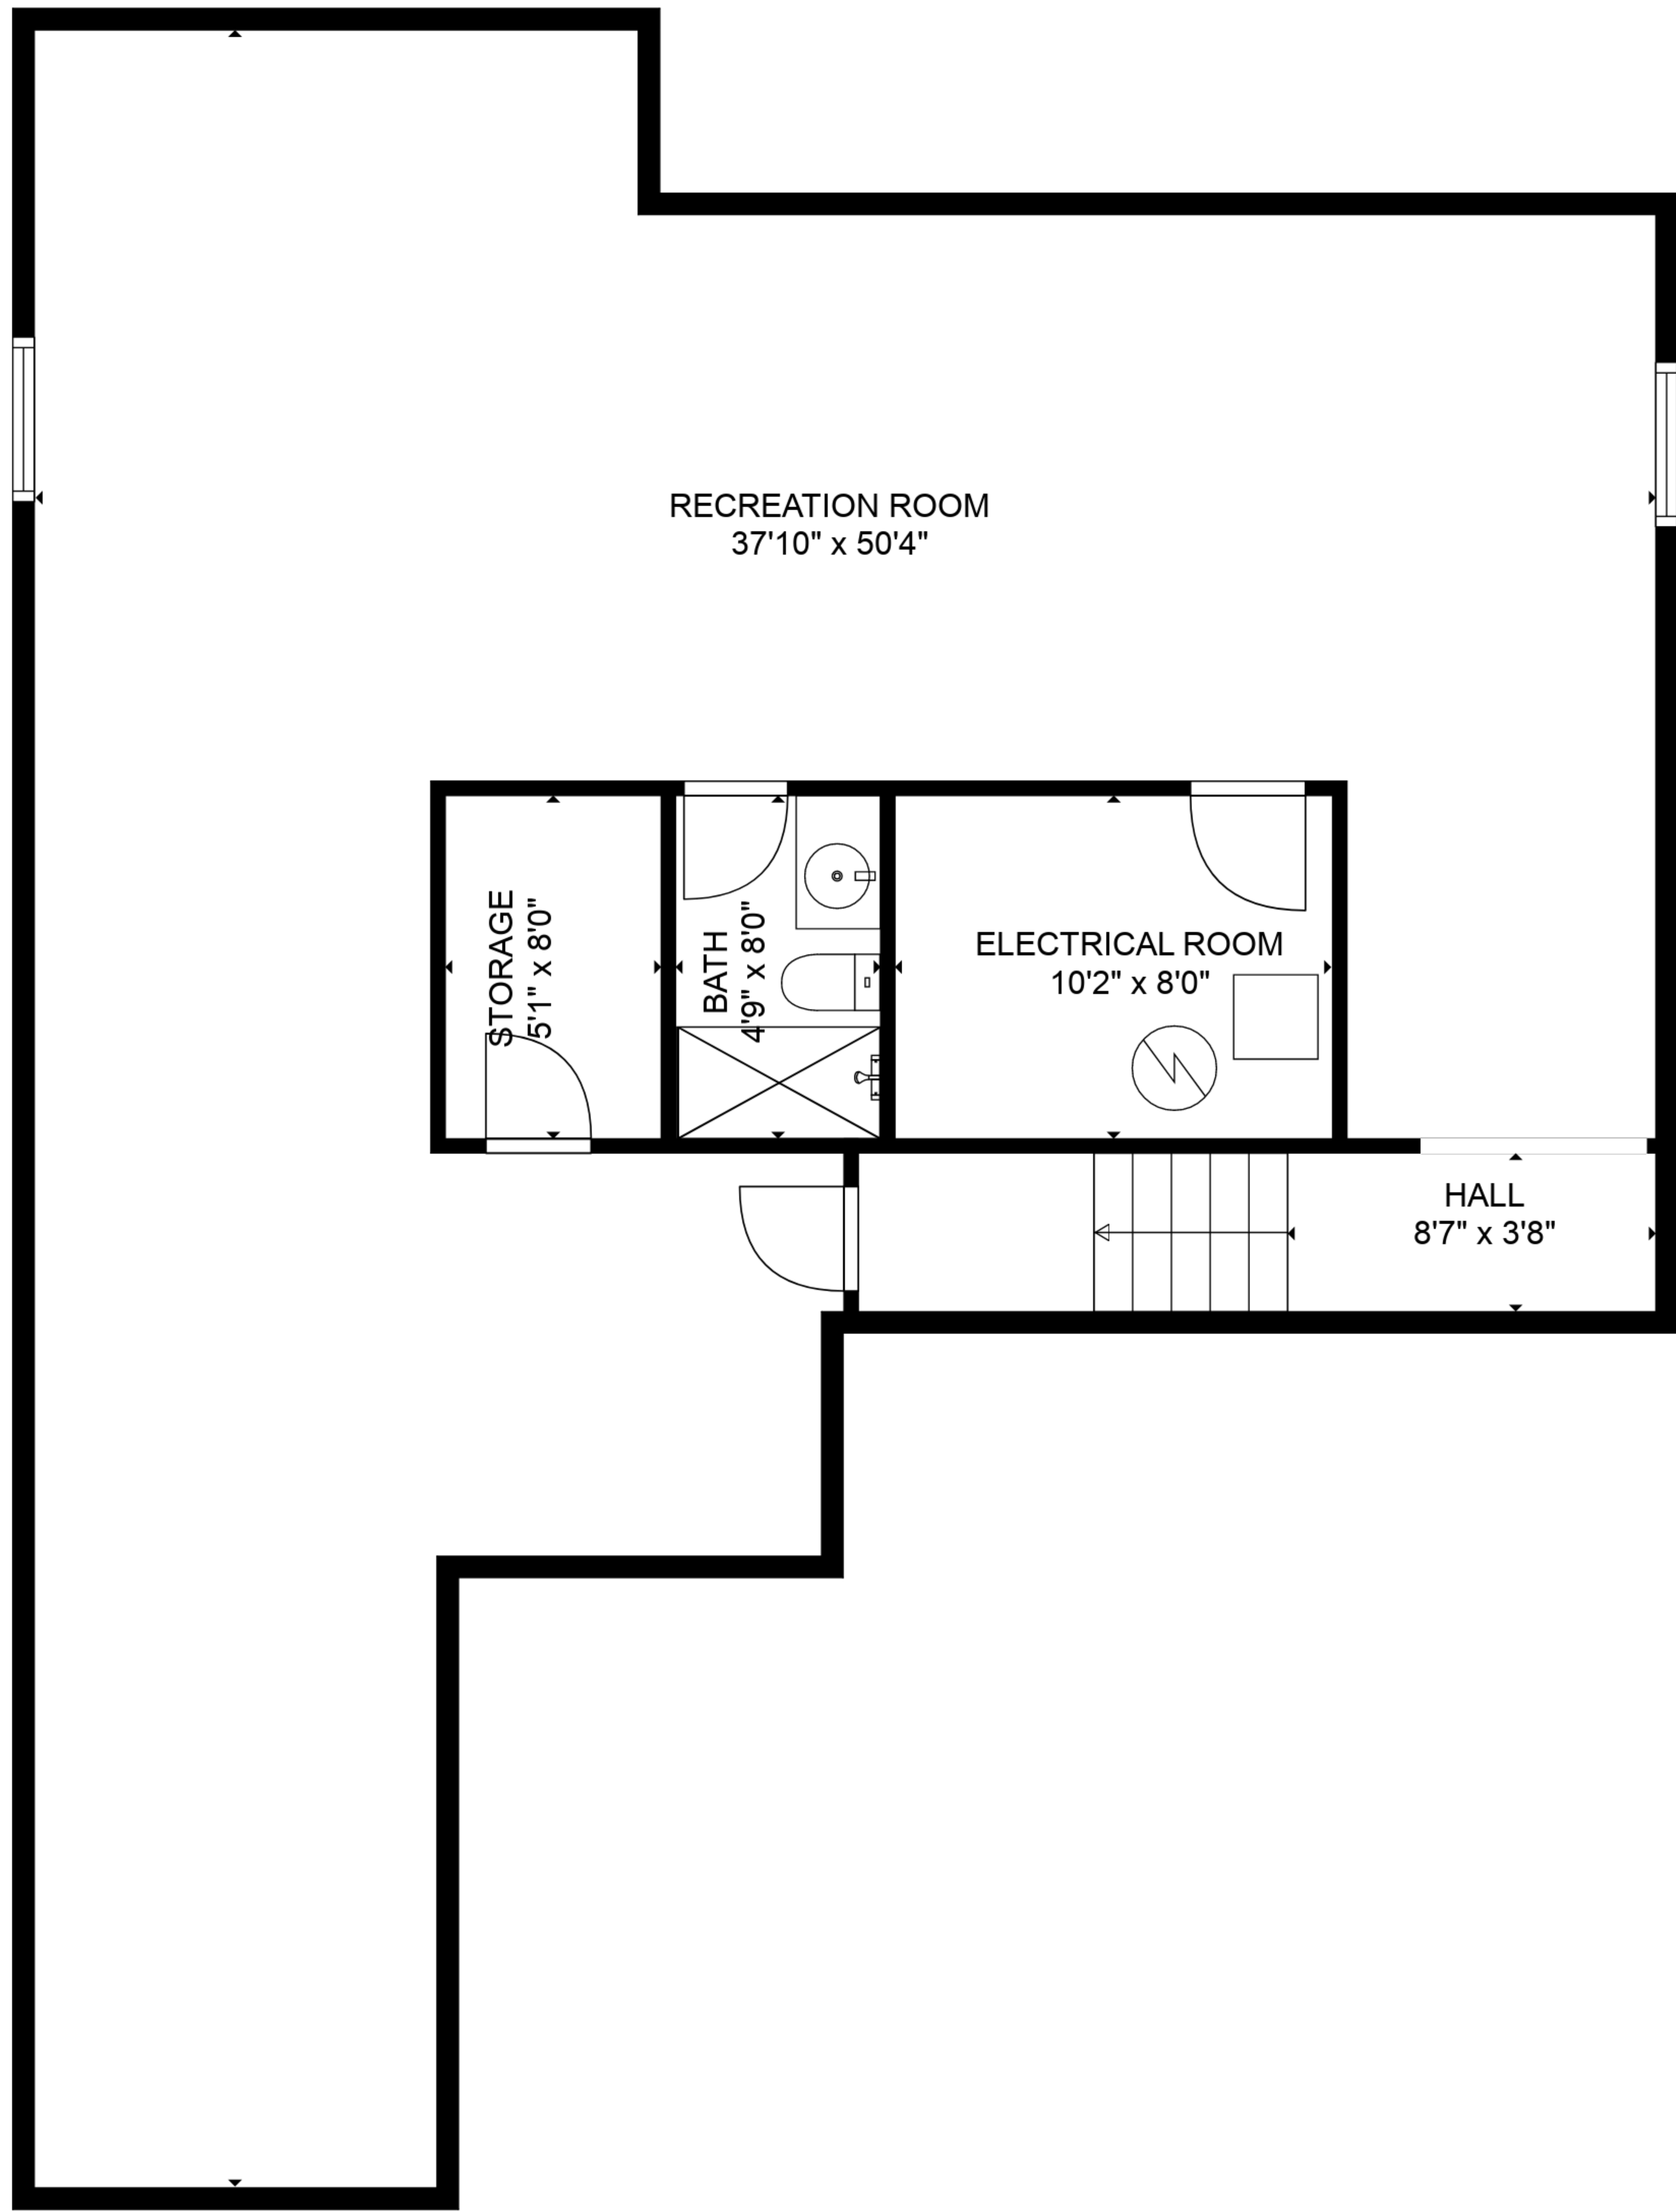 RECREATION ROOM
37'10" x 50'4"
STORAGE
5'1" x 8'0"
BATH
4'9" x 8'0"
ELECTRICAL ROOM
10'2" x 8'0"
HALL
8'7" x 3'8"